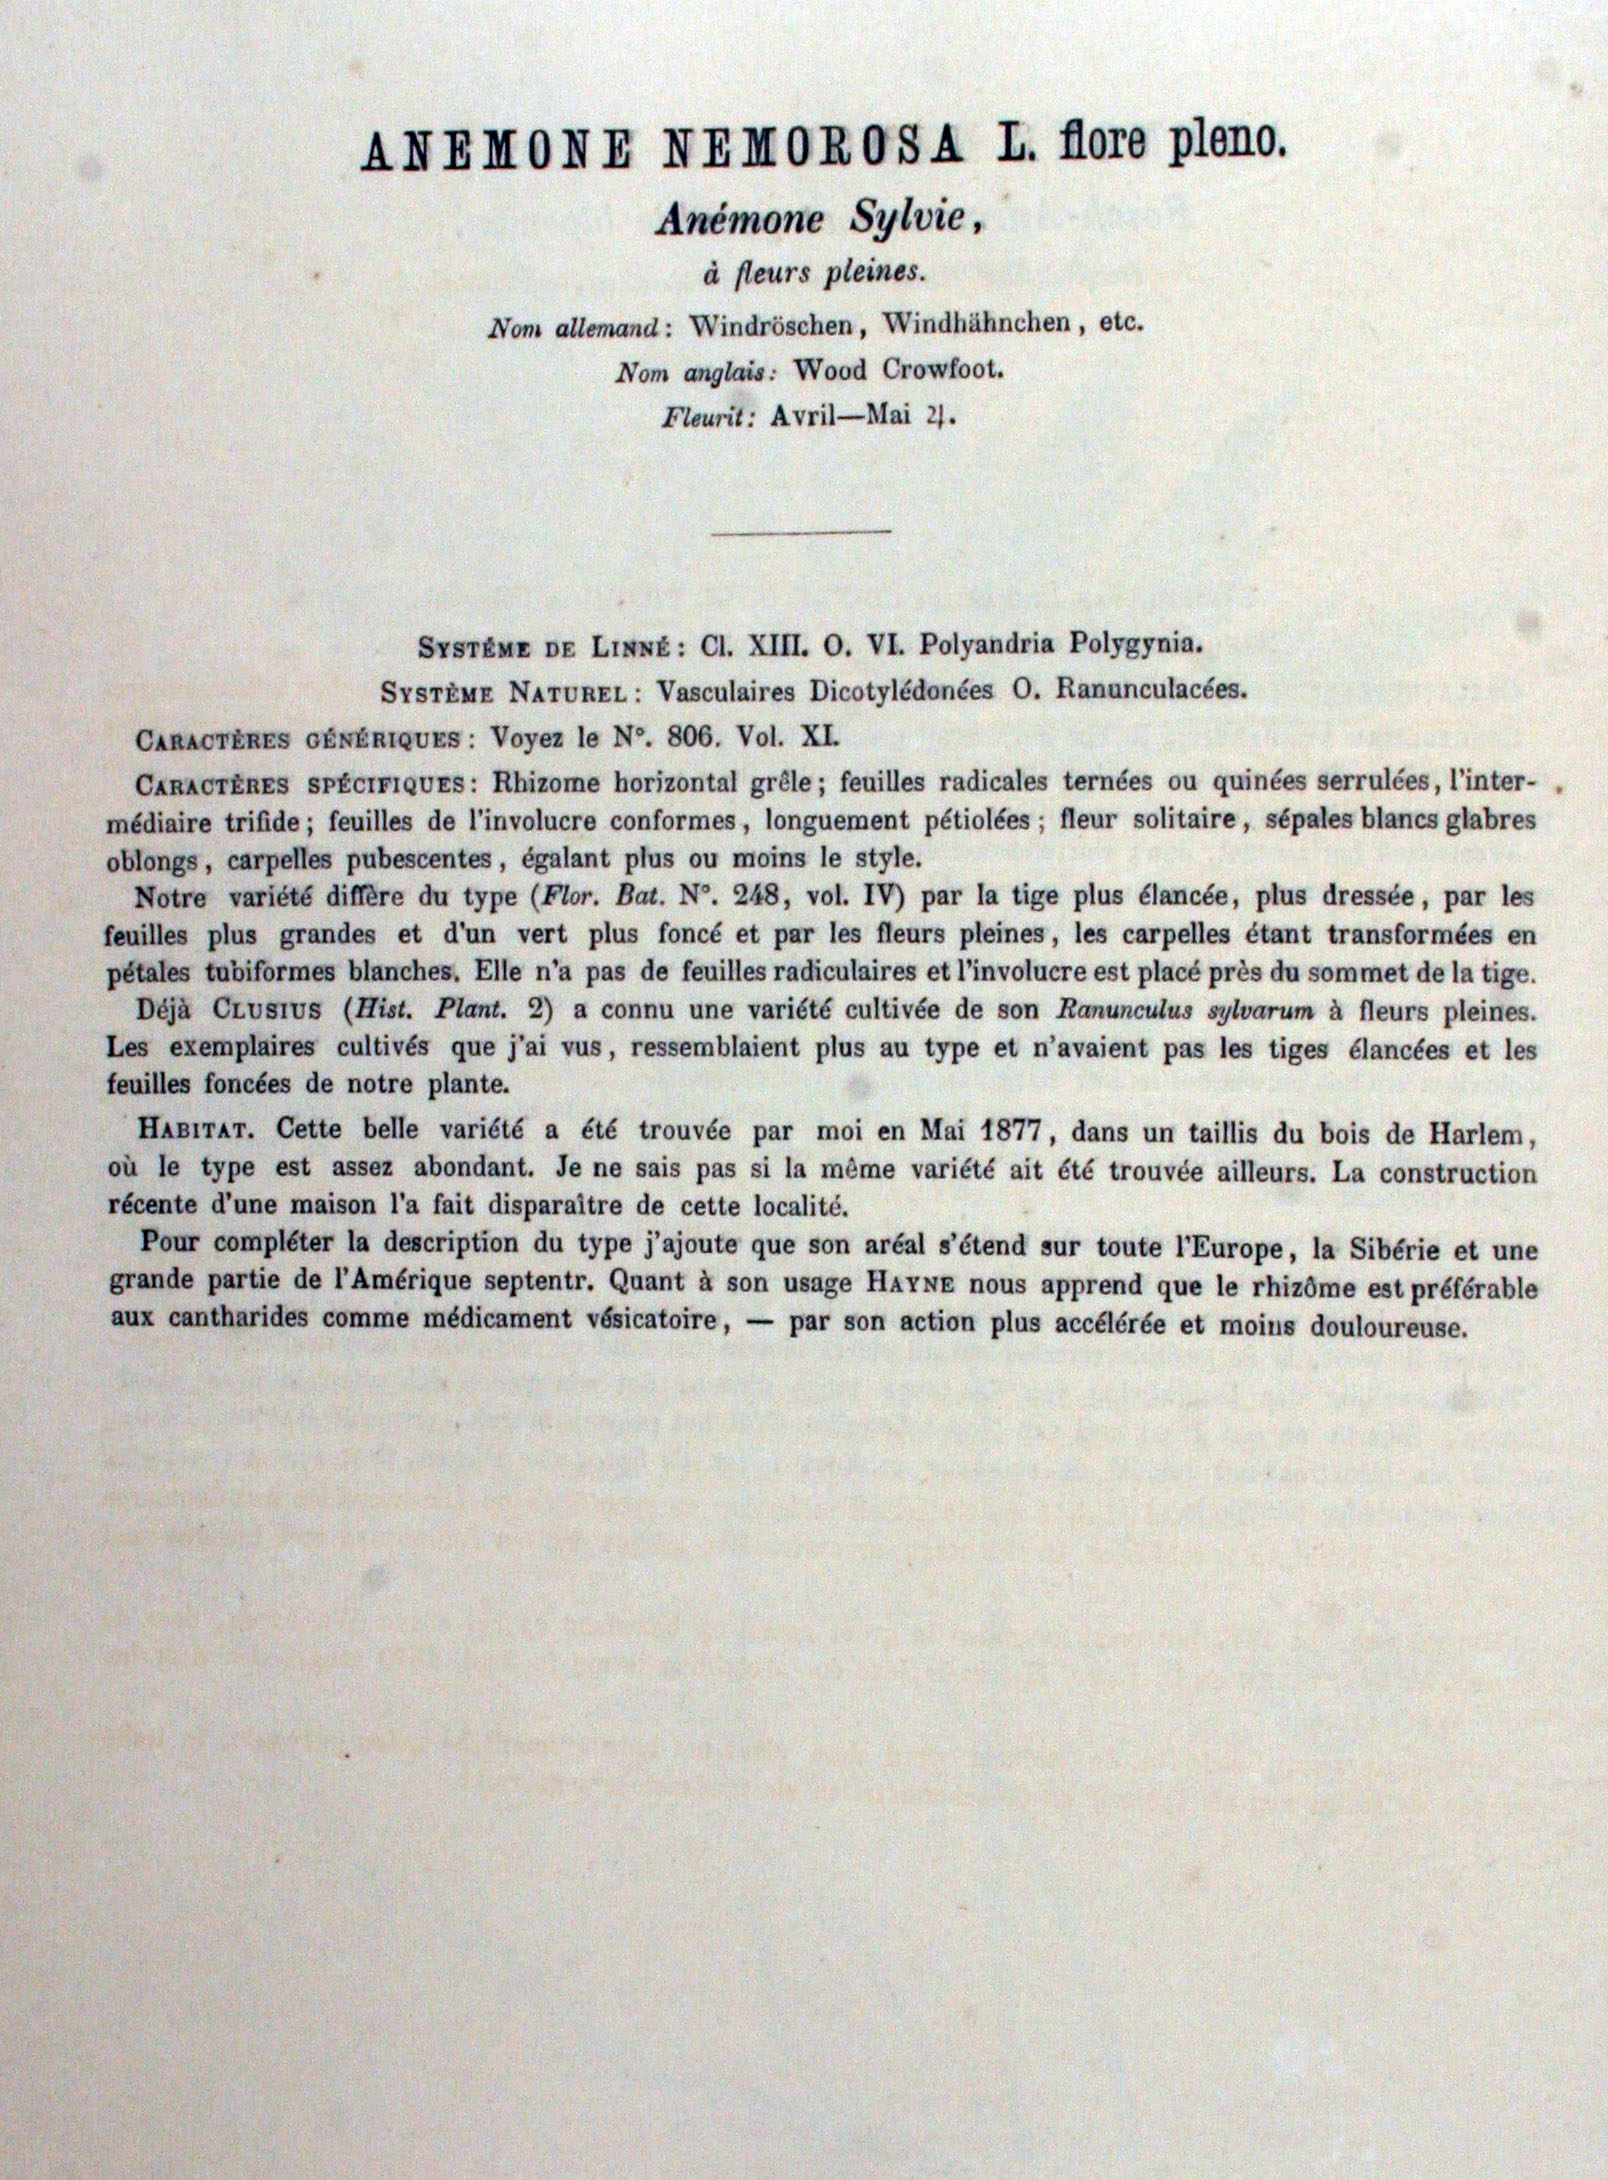 ANEMONE NEMOROSA L. flore pleno.
Anémone Sylvie,
à fleurs pleines.
Nom allemand: Windröschen, Windhähnchen, etc.
Nom anglais: Wood Crowfoot.
Fleurit: Avril—Mai ♃.
Systéme de Linné: Cl. XIII. O. VI. Polyandria Polygynia.
Système Naturel: Vasculaires Dicotylédonées O. Ranunculacées.
Caractères génériques: Voyez le N°. 806. Vol. XI.
Caractères spécifiques: Rhizome horizontal grêle; feuilles radicales ternées ou quinées serrulées, l'inter-
médiaire trifide; feuilles de l'involucre conformes, longuement pétiolées; fleur solitaire, sépales blancs glabres
oblongs, carpelles pubescentes, égalant plus ou moins le style.
Notre variété diffère du type (Flor. Bat. N°. 248, vol. IV) par la tige plus élancée, plus dressée, par les
feuilles plus grandes et d'un vert plus foncé et par les fleurs pleines, les carpelles étant transformées en
pétales tubiformes blanches. Elle n'a pas de feuilles radiculaires et l'involucre est placé près du sommet de la tige.
Déjà Clusius (Hist. Plant. 2) a connu une variété cultivée de son Ranunculus sylvarum à fleurs pleines.
Les exemplaires cultivés que j'ai vus, ressemblaient plus au type et n'avaient pas les tiges élancées et les
feuilles foncées de notre plante.
Habitat. Cette belle variété a été trouvée par moi en Mai 1877, dans un taillis du bois de Harlem,
où le type est assez abondant. Je ne sais pas si la même variété ait été trouvée ailleurs. La construction
récente d'une maison l'a fait disparaître de cette localité.
Pour compléter la description du type j'ajoute que son aréal s'étend sur toute l'Europe, la Sibérie et une
grande partie de l'Amérique septentr. Quant à son usage Hayne nous apprend que le rhizôme est préférable
aux cantharides comme médicament vésicatoire, — par son action plus accélérée et moins douloureuse.